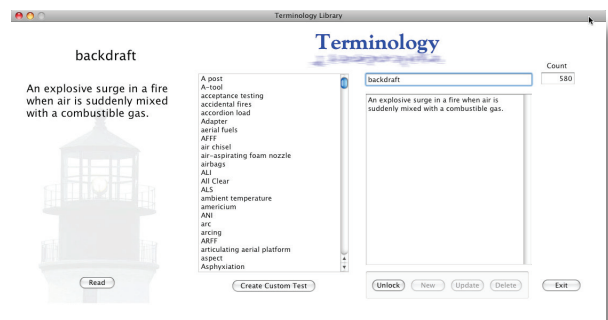 Terminology Library
Terminology
backdraft
An explosive surge in a fire
when air is suddenly mixed
with a combustible gas.
Read
A post
A-tool
acceptance testing
accidental fires
accordion load
Adapter
aerial fuels
AFFF
air chisel
air-aspirating foam nozzle
airbags
ALI
All Clear
ALS
ambient temperature
americium
ANI
arc
arcing
ARFF
articulating aerial platform
aspect
Asphyxiation
Create Custom Test
backdraft
Count
580
An explosive surge in a fire when air is
suddenly mixed with a combustible gas.
Unlock New Update Delete
Exit